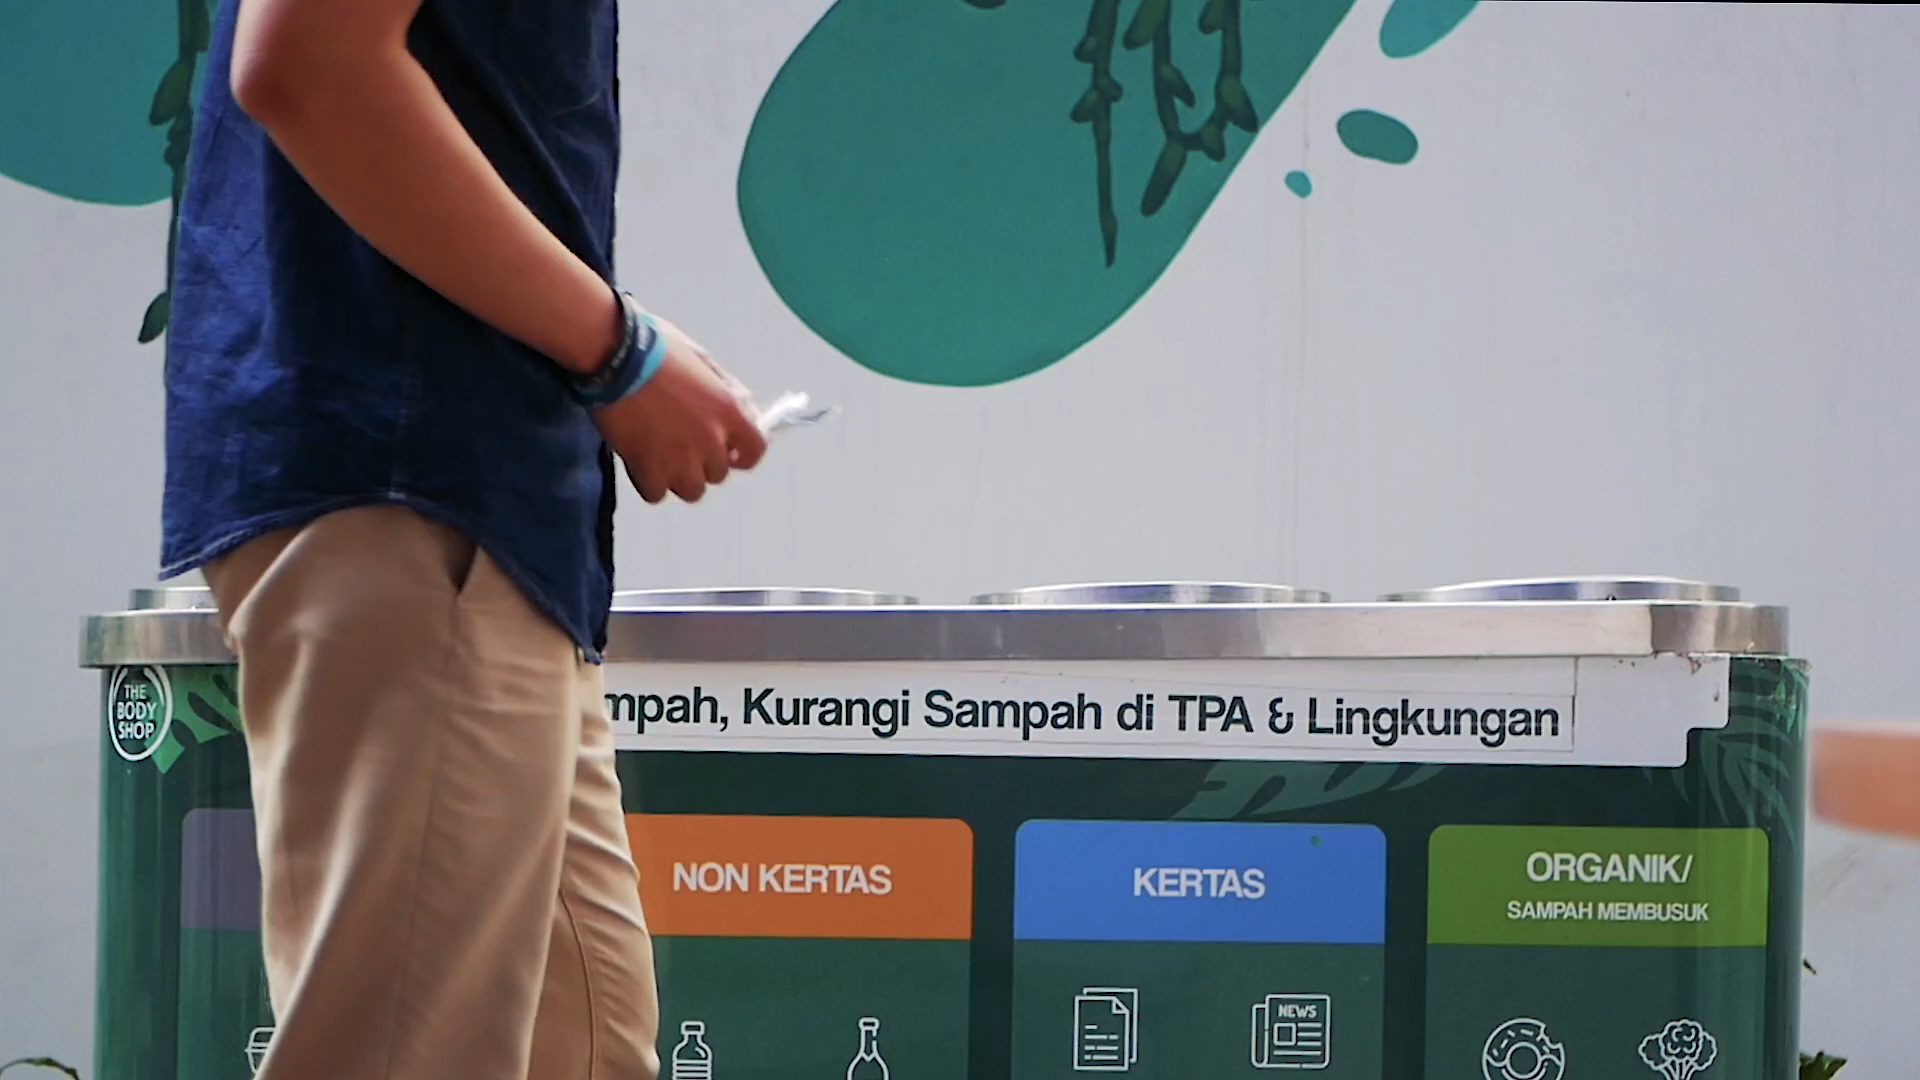 THE
BODY
SHOP
mpah, Kurangi Sampah di TPA & Lingkungan
NON KERTAS
KERTAS
ORGANIK/
SAMPAH MEMBUSUK
NEWS